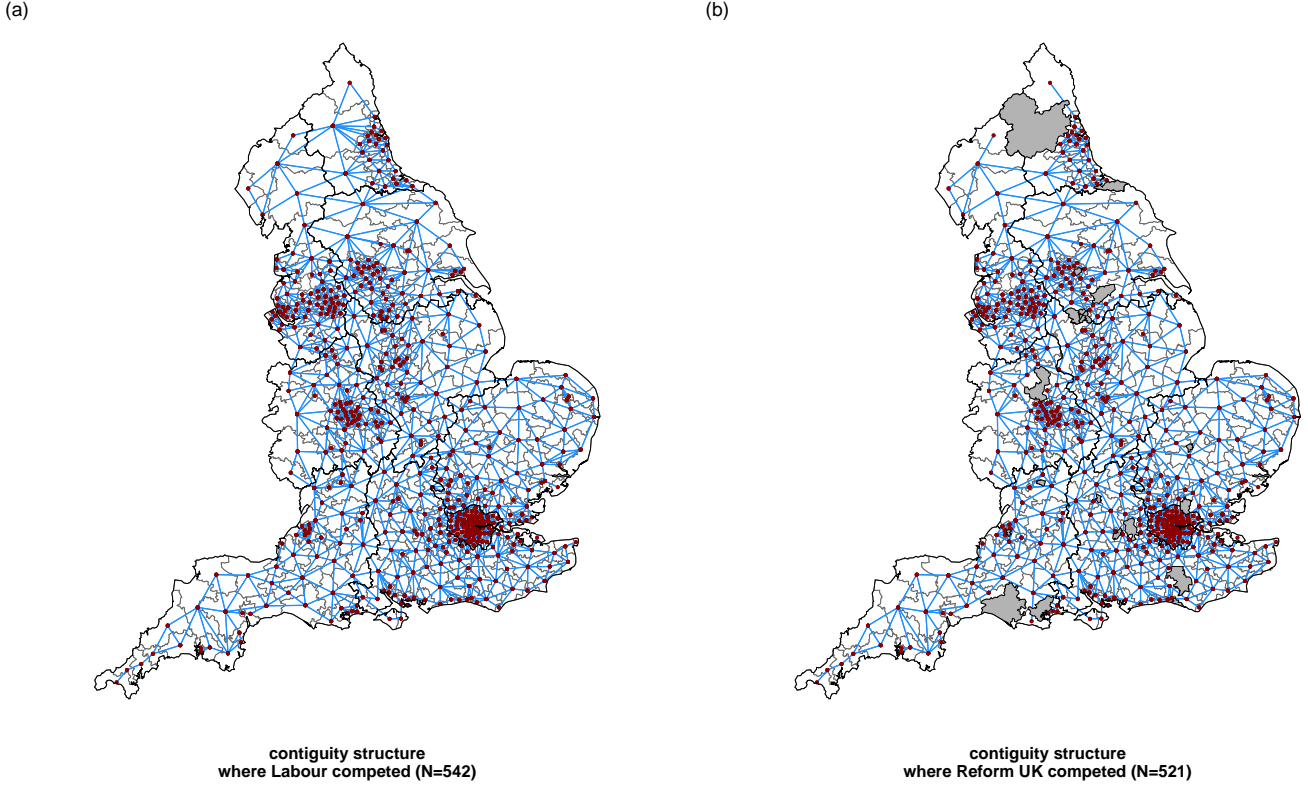 (a)
(b)
contiguity structure
where Labour competed (N=542)
contiguity structure
where Reform UK competed (N=521)